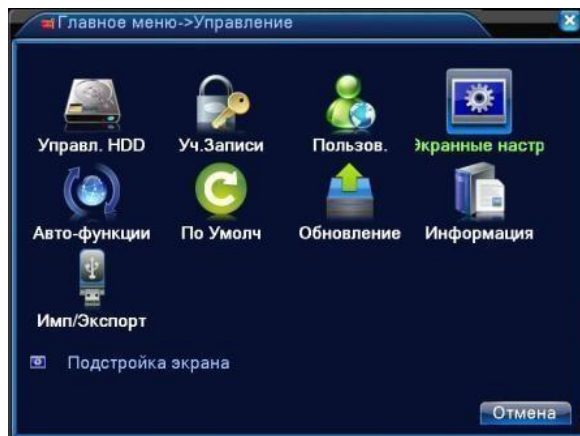 Главное меню->Управление
Управл. HDD Уч.Записи Пользов. Экранные настр
Авто-функции По Умолч Обновление Информация
Имп/Экспорт
Подстройка экрана
Отмена